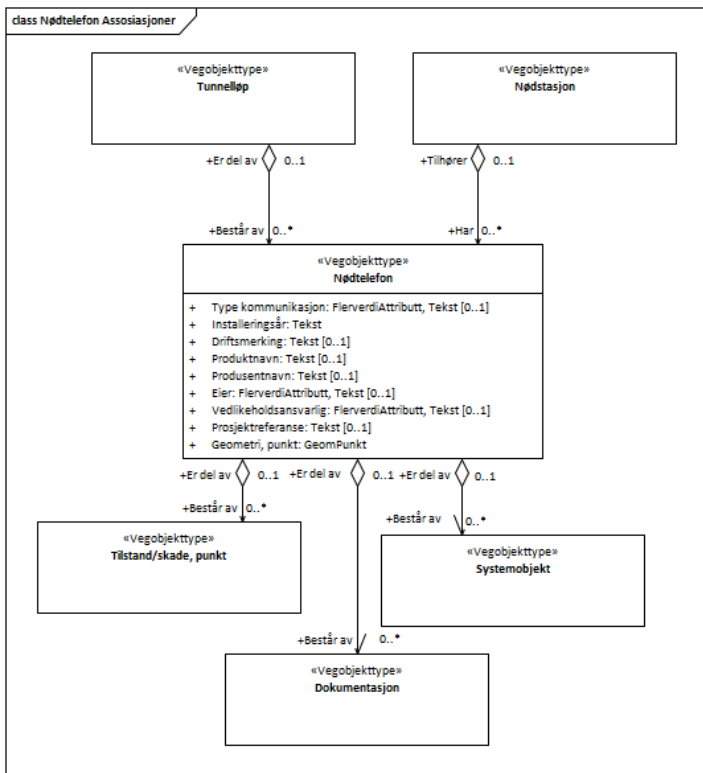 class Nødtelefon Assosiasjoner
«Vegobjekttype»
Tunnelløp
«Vegobjekttype»
Nødstasjon
+Er del av 0..1
+Tilhører 0..1
+Består av 0..*
+Har 0..*
«Vegobjekttype»
Nødtelefon
+ Type kommunikasjon: FlerverdiAttributt, Tekst [0..1]
+ Installeringsår: Tekst
+ Driftsmerking: Tekst [0..1]
+ Produktnavn: Tekst [0..1]
+ Produsentnavn: Tekst [0..1]
+ Eier: FlerverdiAttributt, Tekst [0..1]
+ Vedlikeholdsansvarlig: FlerverdiAttributt, Tekst [0..1]
+ Prosjektreferanse: Tekst [0..1]
+ Geometri, punkt: GeomPunkt
+Er del av 0..1
+Er del av 0..1
+Er del av 0..1
+Består av 0..*
+Består av 0..*
«Vegobjekttype»
Tilstand/skade, punkt
«Vegobjekttype»
Systemobjekt
+Består av 0..*
«Vegobjekttype»
Dokumentasjon